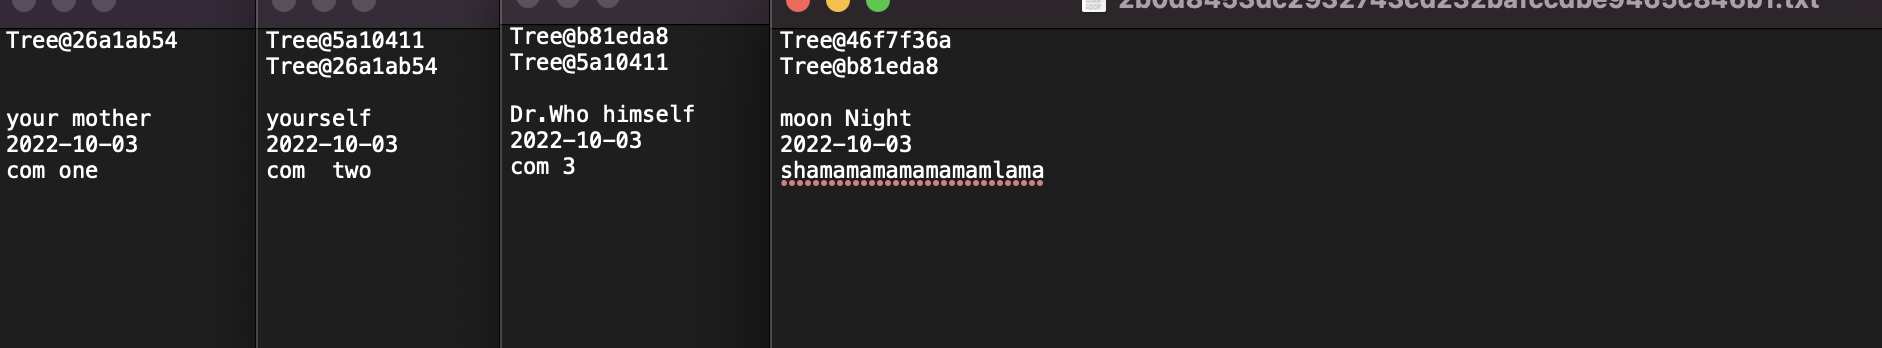 Tree@26a1ab54
your mother
2022-10-03
com one
Tree@5a10411
Tree@26a1ab54
yourself
2022-10-03
com  two
Tree@b81eda8
Tree@5a10411
Dr.Who himself
2022-10-03
com 3
2b0d8453dc2932743cd232bafccdbe9465c846b1.txt
Tree@46f7f36a
Tree@b81eda8
moon Night
2022-10-03
shamamamamamamamlama